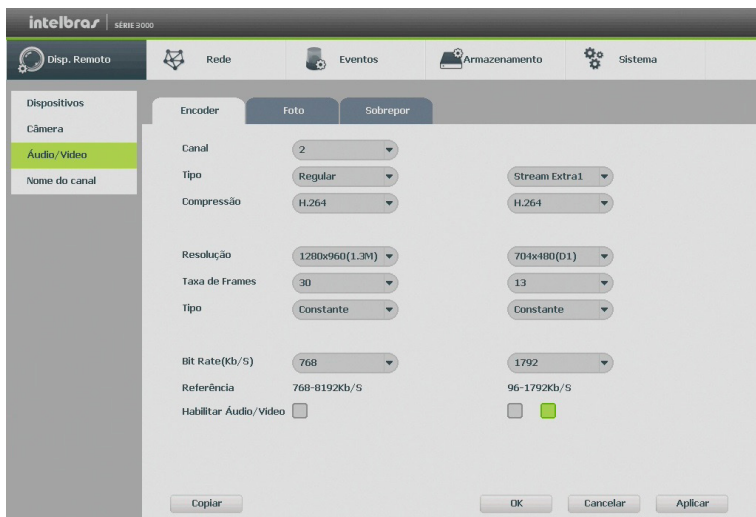 intelbras SÉRIE 3000
Disp. Remoto Rede Eventos Armazenamento Sistema
Dispositivos
Câmera
Áudio/Video
Nome do canal
Encoder Foto Sobrepor
Canal 2
Tipo Regular Stream Extra1
Compressão H.264 H.264
Resolução 1280x960(1.3M) 704x480(D1)
Taxa de Frames 30 13
Tipo Constante Constante
Bit Rate(Kb/S) 768 1792
Referência 768-8192Kb/S 96-1792Kb/S
Habilitar Áudio/Video
Copiar OK Cancelar Aplicar